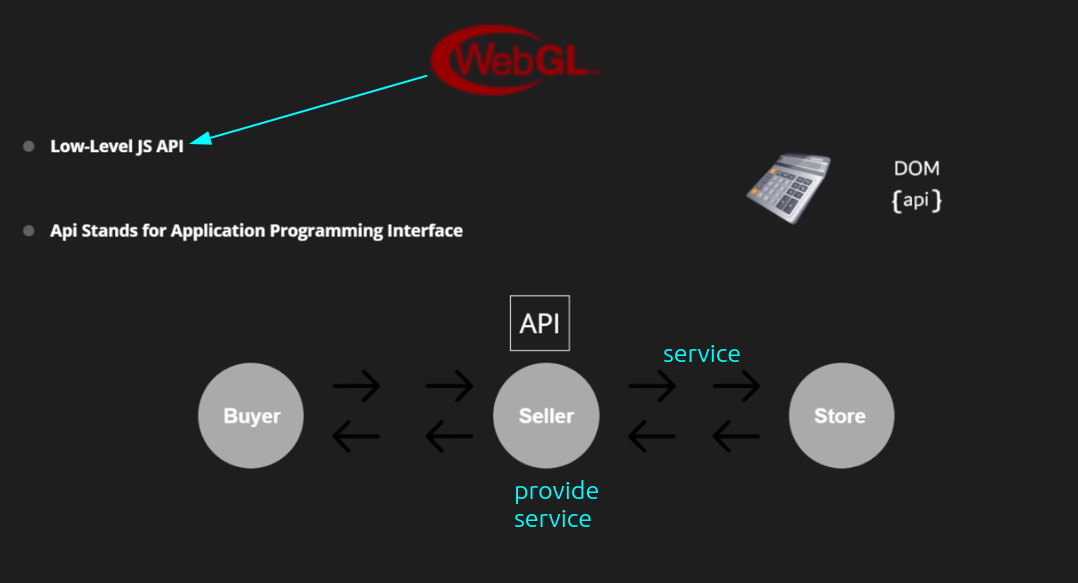 WebGL™
Low-Level JS API
DOM
{api}
Api Stands for Application Programming Interface
API
service
Buyer
Seller
Store
provide
service